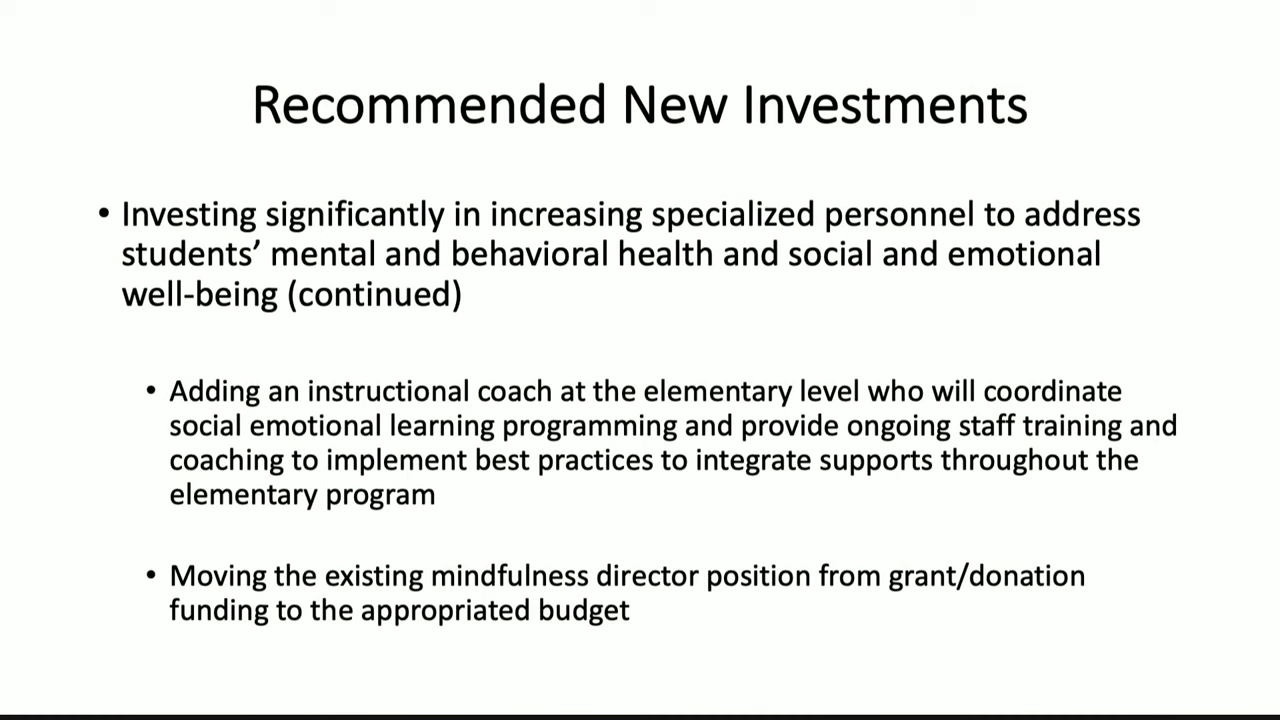 Recommended New Investments
• Investing significantly in increasing specialized personnel to address
students’ mental and behavioral health and social and emotional
well-being (continued)
• Adding an instructional coach at the elementary level who will coordinate
social emotional learning programming and provide ongoing staff training and
coaching to implement best practices to integrate supports throughout the
elementary program
• Moving the existing mindfulness director position from grant/donation
funding to the appropriated budget